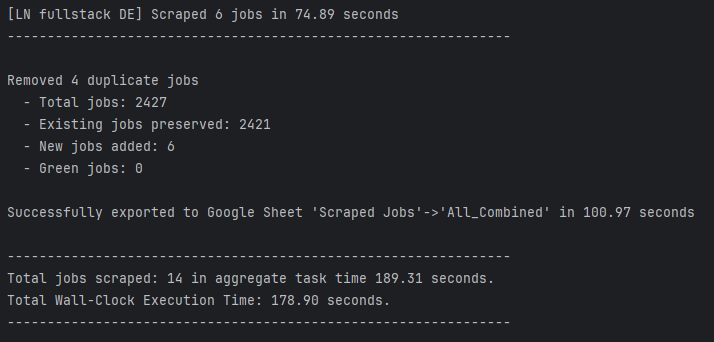 [LN fullstack DE] Scraped 6 jobs in 74.89 seconds
---------------------------------------------------------------
Removed 4 duplicate jobs
  - Total jobs: 2427
  - Existing jobs preserved: 2421
  - New jobs added: 6
  - Green jobs: 0
Successfully exported to Google Sheet 'Scraped Jobs'->'All_Combined' in 100.97 seconds
---------------------------------------------------------------
Total jobs scraped: 14 in aggregate task time 189.31 seconds.
Total Wall-Clock Execution Time: 178.90 seconds.
---------------------------------------------------------------